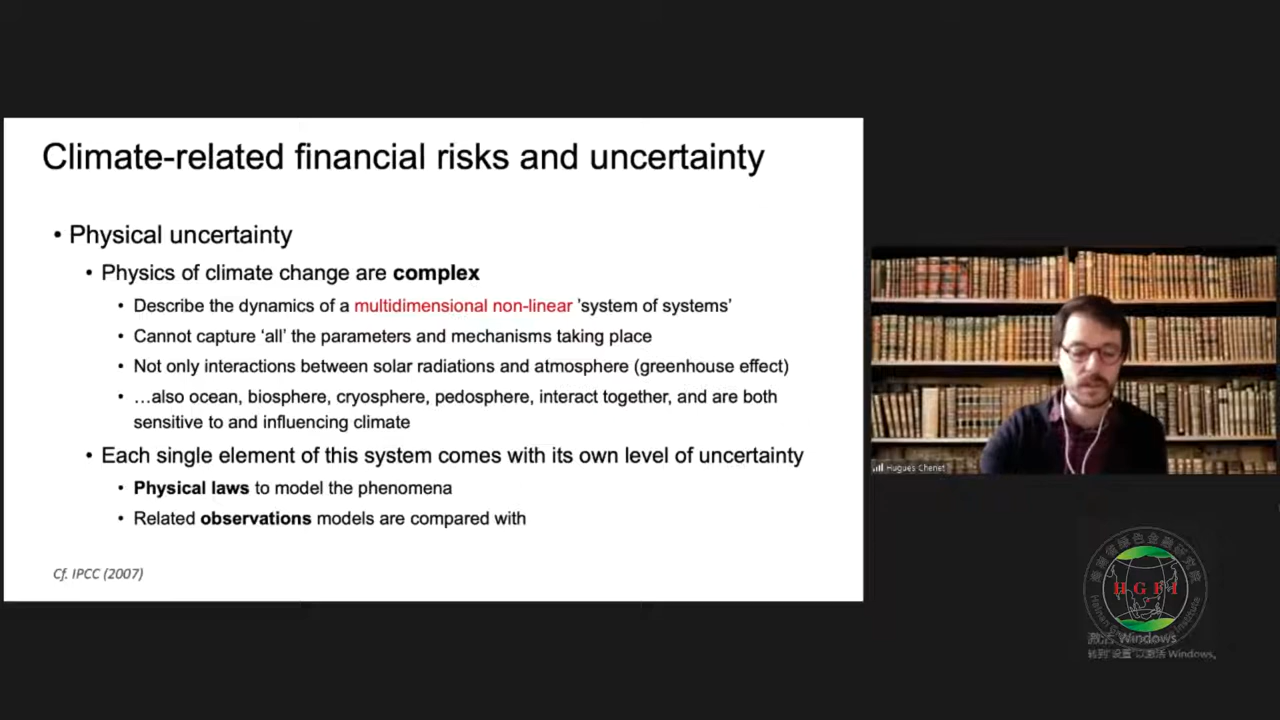 Climate-related financial risks and uncertainty
• Physical uncertainty
• Physics of climate change are complex
• Describe the dynamics of a multidimensional non-linear ’system of systems’
• Cannot capture ‘all’ the parameters and mechanisms taking place
• Not only interactions between solar radiations and atmosphere (greenhouse effect)
• …also ocean, biosphere, cryosphere, pedosphere, interact together, and are both
sensitive to and influencing climate
• Each single element of this system comes with its own level of uncertainty
• Physical laws to model the phenomena
• Related observations models are compared with
Cf. IPCC (2007)
Hugues Chenet
HGFI
激活 Windows
转到"设置"以激活 Windows。